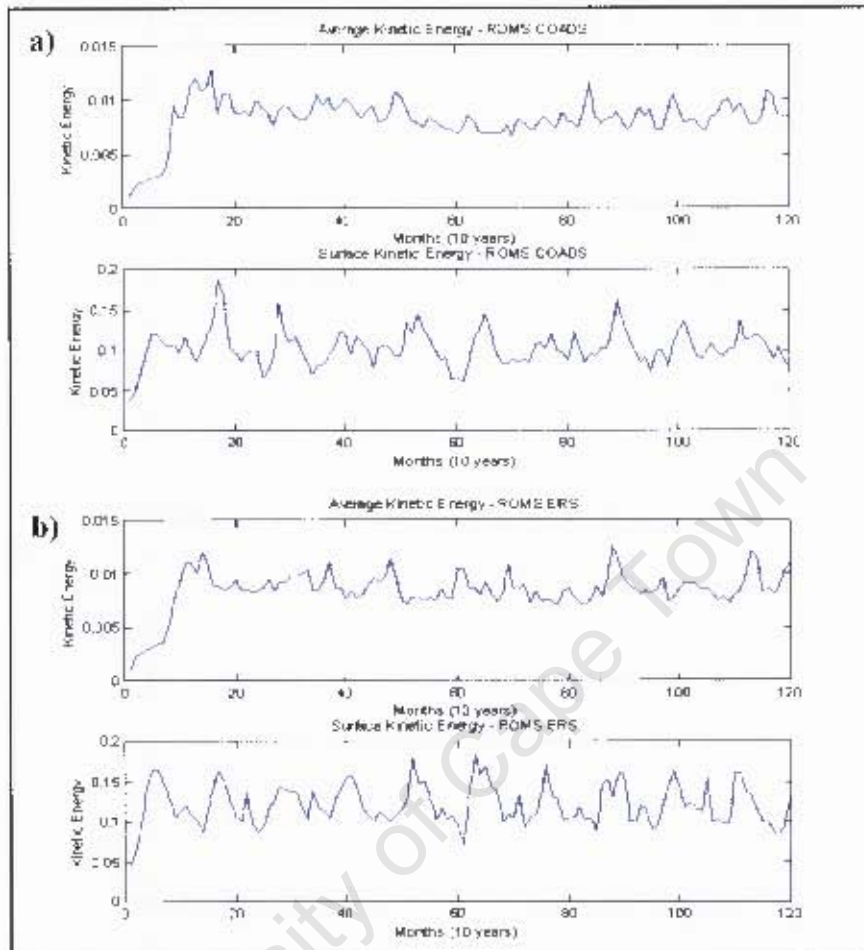 a)
Average Kinetic Energy - ROMS COADS
Kinetic Energy
0.015
0.01
0.005
0
0 20 40 60 80 100 120
Months (10 years)
Surface Kinetic Energy - ROMS COADS
Kinetic Energy
0.2
0.15
0.1
0.05
0
0 20 40 60 80 100 120
Months (10 years)
b)
Average Kinetic Energy - ROMS ERS
Kinetic Energy
0.015
0.01
0.005
0
0 20 40 60 80 100 120
Months (10 years)
Surface Kinetic Energy - ROMS ERS
Kinetic Energy
0.2
0.15
0.1
0.05
0
0 20 40 60 80 100 120
Months (10 years)
of Cape Town